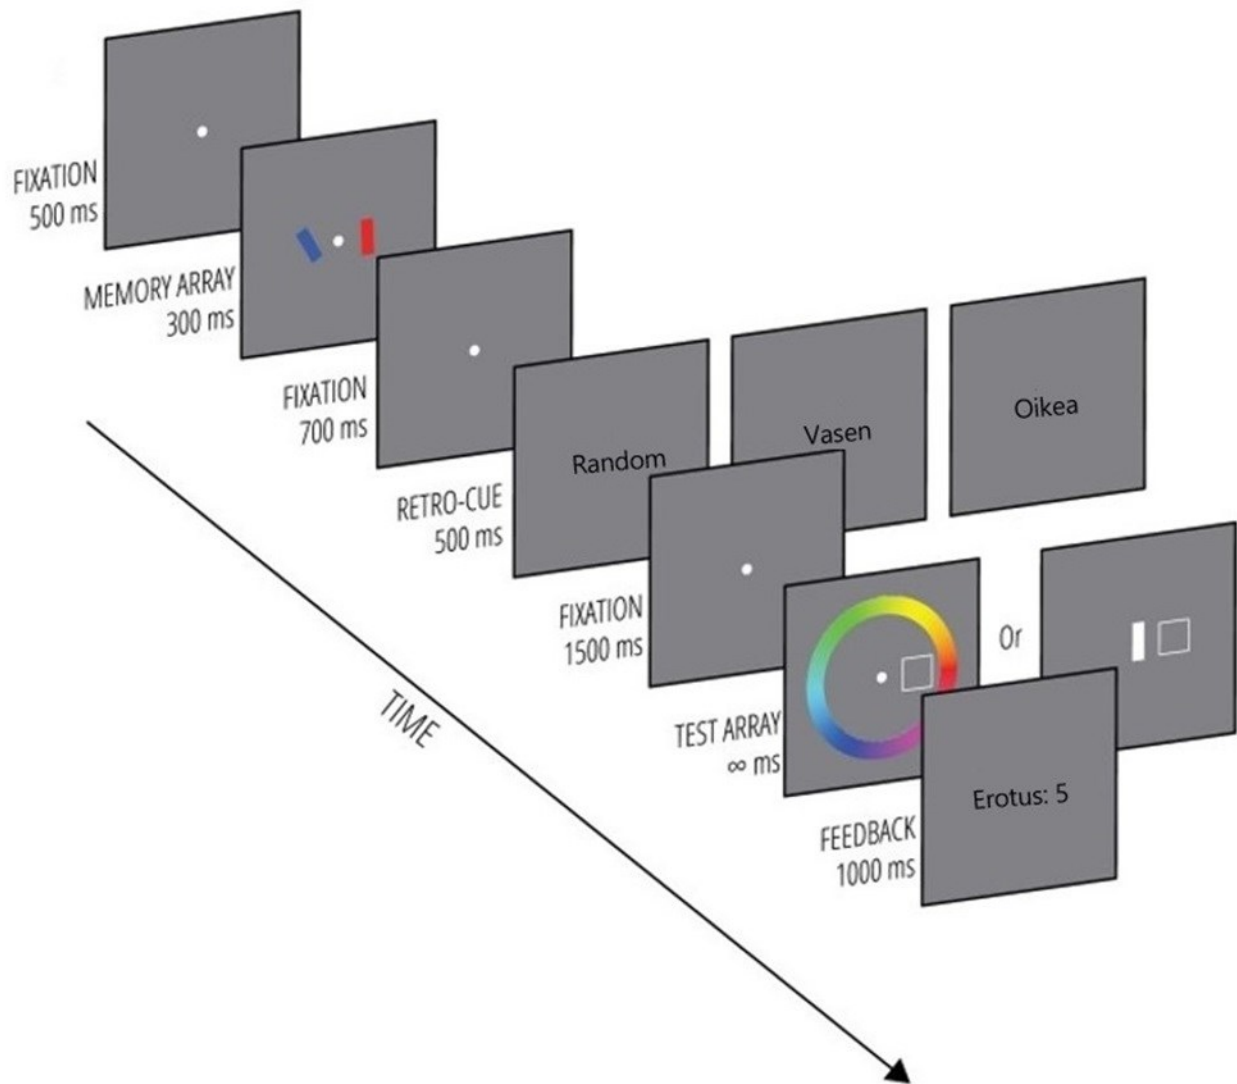 FIXATION
500 ms
MEMORY ARRAY
300 ms
FIXATION
700 ms
RETRO-CUE
500 ms
Random
Vasen
Oikea
FIXATION
1500 ms
TEST ARRAY
∞ ms
Or
FEEDBACK
1000 ms
Erotus: 5
TIME